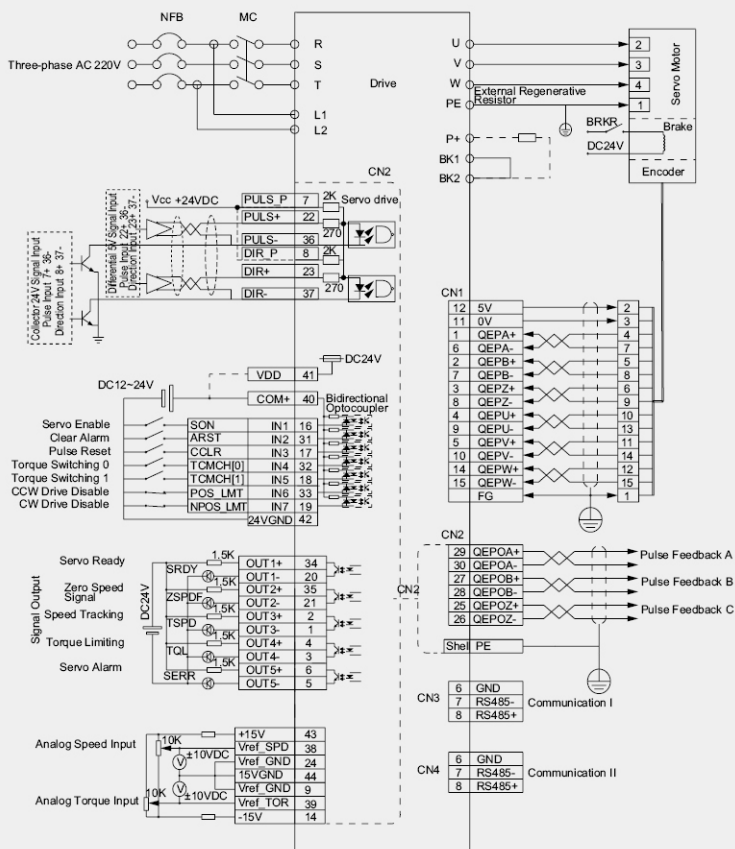 NFB
MC
Three-phase AC 220V
R
S
T
L1
L2
Drive
U
V
W
PE
External Regenerative
Resistor
P+
BK1
BK2
2
3
4
1
Servo Motor
BRKR
DC24V
Brake
Encoder
CN2
Vcc +24VDC
PULS_P 7 2K Servo drive
PULS+ 22
270
PULS- 36
DIR_P 8 2K
DIR+ 23
270
DIR- 37
Collector 24V Signal Input
Pulse Input 7+ 36-
Direction Input 8+ 37-
Differential 5V Signal Input
Pulse Input 22+ 36-
Direction Input 23+ 37-
DC24V
VDD 41
DC12~24V
COM+ 40
Bidirectional
Optocoupler
Servo Enable SON IN1 16
Clear Alarm ARST IN2 31
Pulse Reset CCLR IN3 17
Torque Switching 0 TCMCH[0] IN4 32
Torque Switching 1 TCMCH[1] IN5 18
CCW Drive Disable POS_LMT IN6 33
CW Drive Disable NPOS_LMT IN7 19
24VGND 42
CN1
12 5V 2
11 0V 3
1 QEPA+ 4
6 QEPA- 7
2 QEPB+ 5
7 QEPB- 8
3 QEPZ+ 6
8 QEPZ- 9
4 QEPU+ 10
9 QEPU- 13
5 QEPV+ 11
10 QEPV- 14
14 QEPW+ 12
15 QEPW- 15
FG 1
Signal Output
DC24V
Servo Ready SRDY 1.5K OUT1+ 34
OUT1- 20
Zero Speed
Signal
ZSPDF 1.5K OUT2+ 35
OUT2- 21
Speed Tracking TSPD 1.5K OUT3+ 2
OUT3- 1
Torque Limiting TQL 1.5K OUT4+ 4
OUT4- 3
Servo Alarm SERR 1.5K OUT5+ 6
OUT5- 5
CN2
CN2
29 QEPOA+ Pulse Feedback A
30 QEPOA-
27 QEPOB+ Pulse Feedback B
28 QEPOB-
25 QEPOZ+ Pulse Feedback C
26 QEPOZ-
Shell PE
CN3
6 GND
7 RS485- Communication I
8 RS485+
CN4
6 GND
7 RS485- Communication II
8 RS485+
Analog Speed Input
10K
±10VDC
V
+15V 43
Vref_SPD 38
Vref_GND 24
15VGND 44
Vref_GND 9
Vref_TOR 39
-15V 14
Analog Torque Input
10K
±10VDC
V